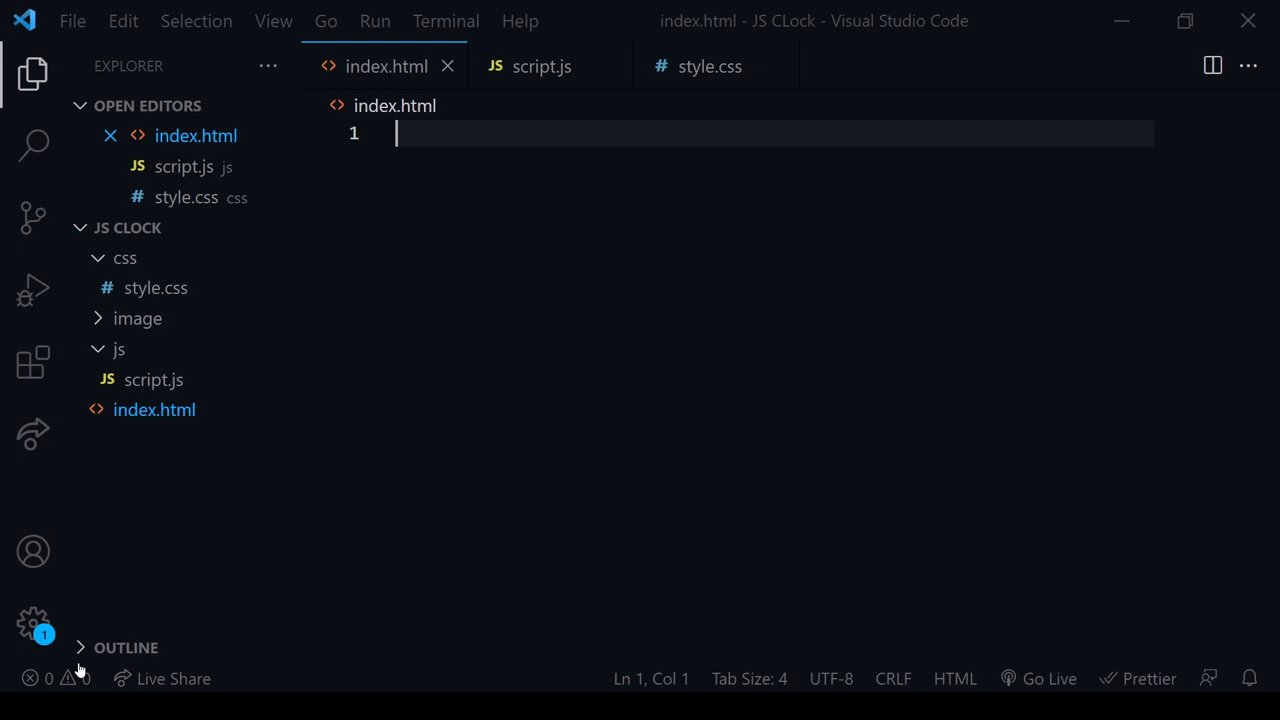 File Edit Selection View Go Run Terminal Help index.html - JS CLock - Visual Studio Code
EXPLORER
index.html
JS script.js
# style.css
OPEN EDITORS
index.html
JS script.js js
# style.css css
JS CLOCK
css
# style.css
image
js
JS script.js
index.html
index.html
1
1
OUTLINE
0 0 Live Share Ln 1, Col 1 Tab Size: 4 UTF-8 CRLF HTML Go Live Prettier